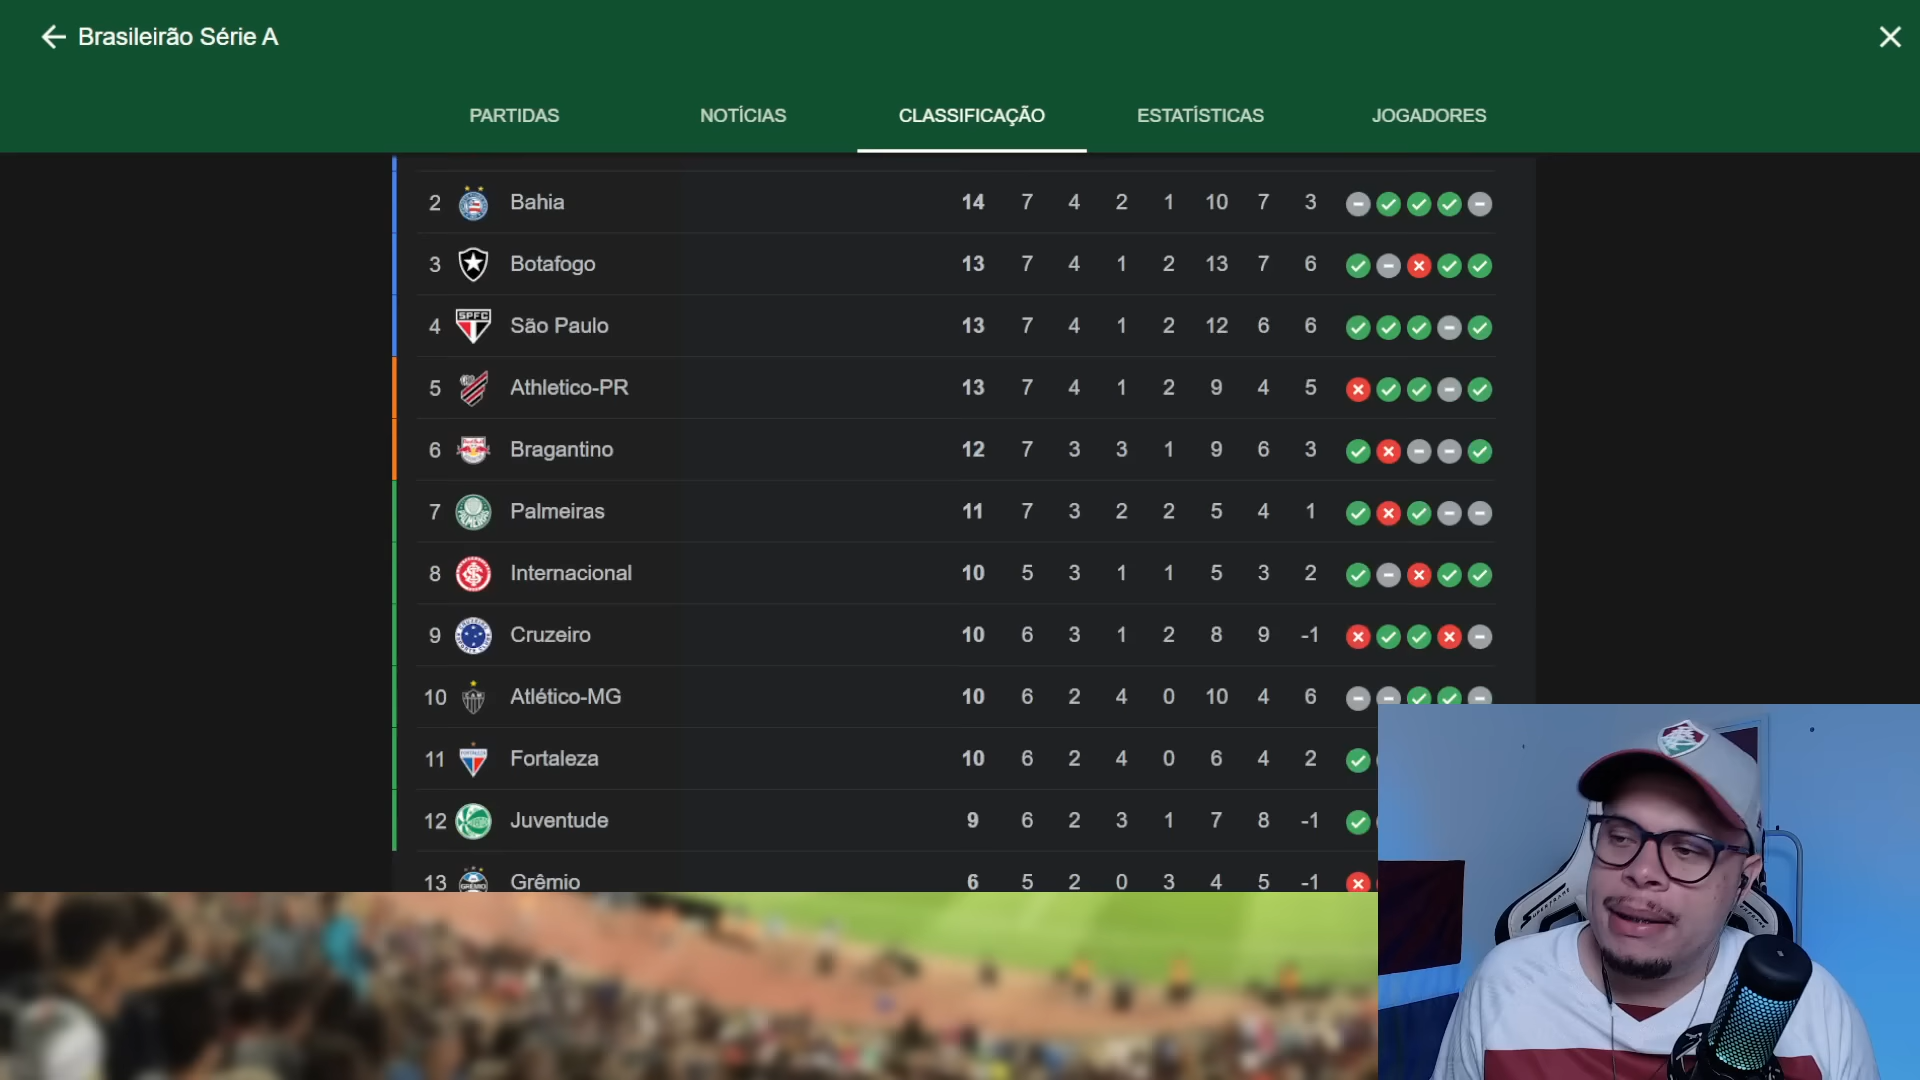 Brasileirão Série A
PARTIDAS NOTÍCIAS CLASSIFICAÇÃO ESTATÍSTICAS JOGADORES
2 Bahia 14 7 4 2 1 10 7 3
3 Botafogo 13 7 4 1 2 13 7 6
4 SPFC São Paulo 13 7 4 1 2 12 6 6
5 Athletico-PR 13 7 4 1 2 9 4 5
6 Bragantino 12 7 3 3 1 9 6 3
7 PALMEIRAS Palmeiras 11 7 3 2 2 5 4 1
8 Internacional 10 5 3 1 1 5 3 2
9 Cruzeiro 10 6 3 1 2 8 9 -1
10 CAM Atlético-MG 10 6 2 4 0 10 4 6
11 Fortaleza 10 6 2 4 0 6 4 2
12 Juventude 9 6 2 3 1 7 8 -1
13 GRÊMIO Grêmio 6 5 2 0 3 4 5 -1